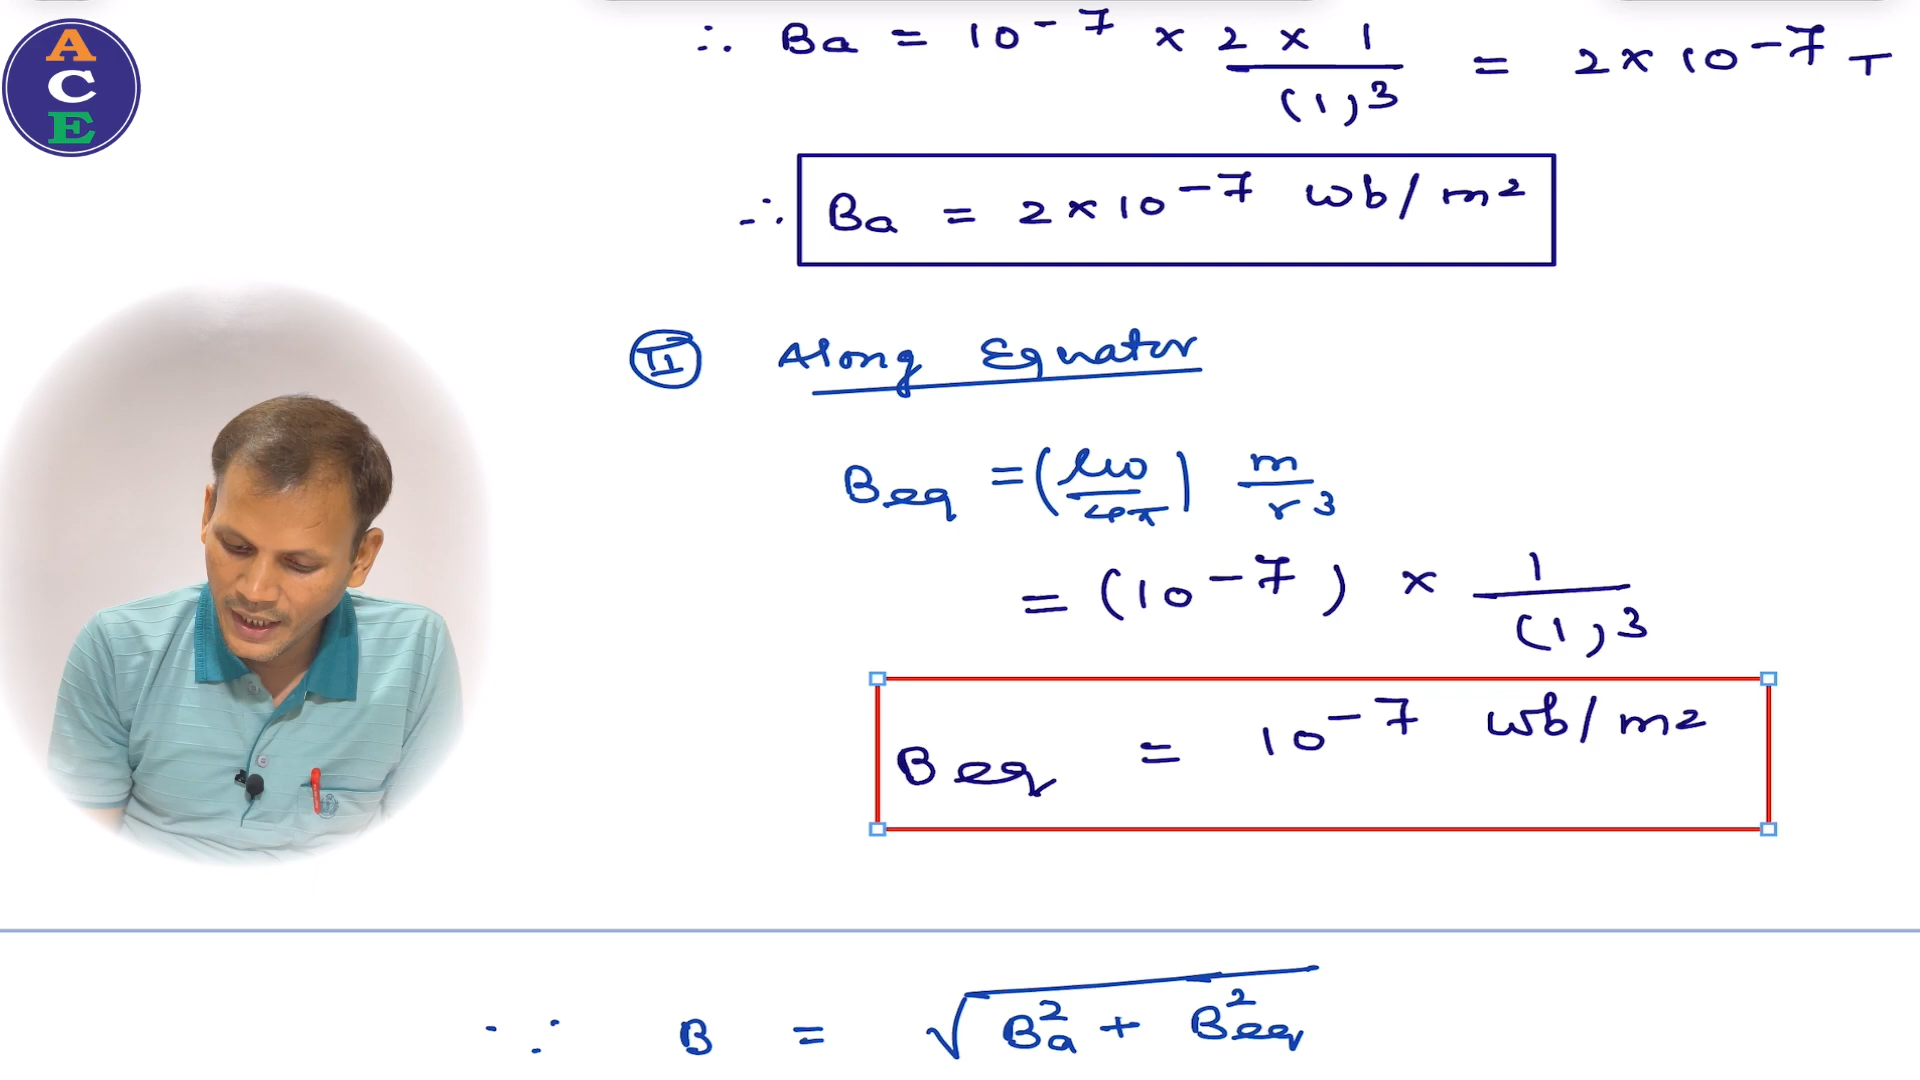 A
C
E
∴ Ba = 10⁻⁷ × 2 × 1 / (1)³ = 2 × 10⁻⁷ T
∴ Ba = 2 × 10⁻⁷ wb/m²
II Along Equator
Beq = (μ0/4π) m/r³
= (10⁻⁷) × 1/(1)³
Beq = 10⁻⁷ wb/m²
∵ B = √(Ba² + Beq²)